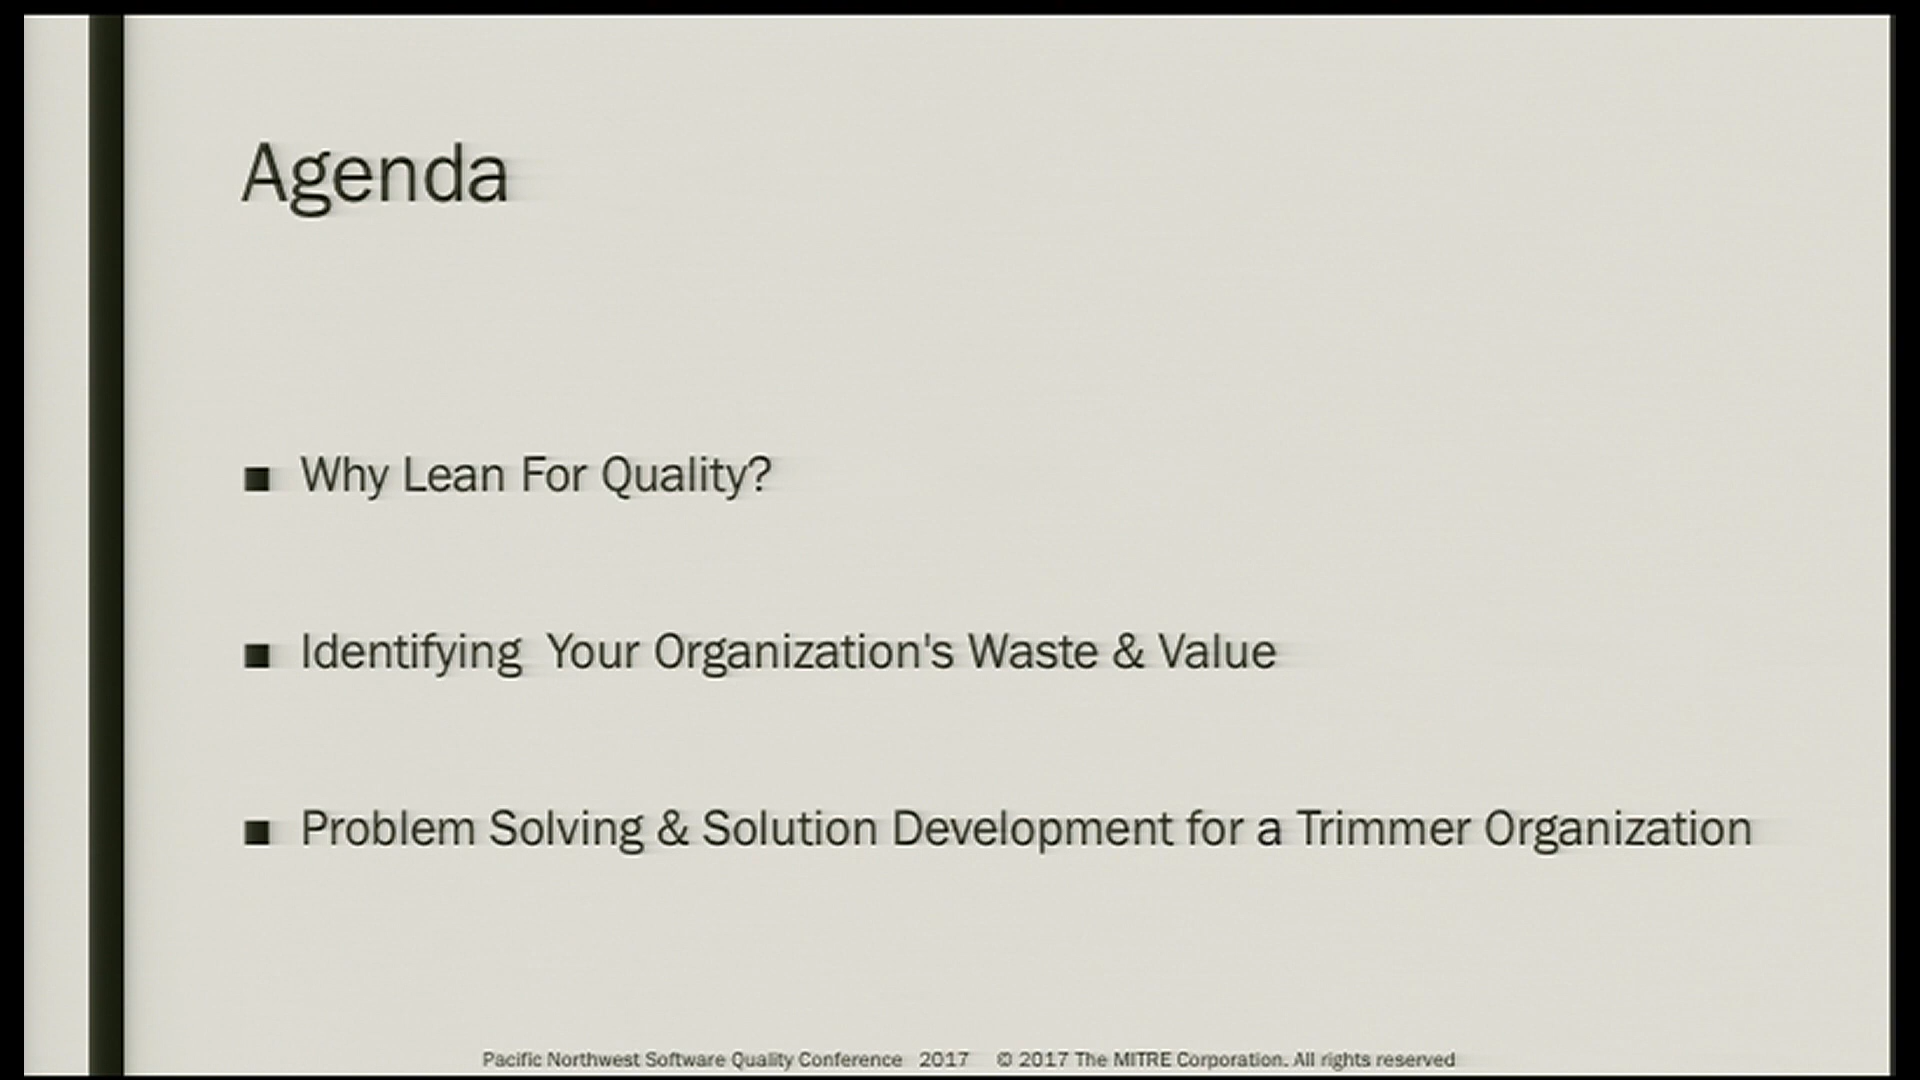 Agenda
■ Why Lean For Quality?
■ Identifying  Your Organization's Waste & Value
■ Problem Solving & Solution Development for a Trimmer Organization
Pacific Northwest Software Quality Conference   2017    © 2017 The MITRE Corporation. All rights reserved